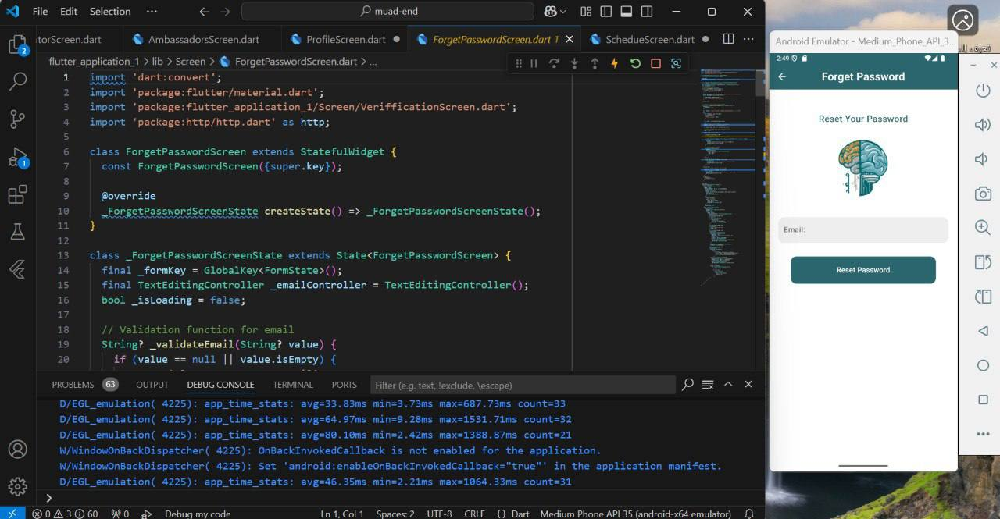 File Edit Selection ··· muad-end
atorScreen.dart AmbassadorsScreen.dart ProfileScreen.dart ForgetPasswordScreen.dart 1 SchedueScreen.dart
flutter_application_1 > lib > Screen > ForgetPasswordScreen.dart > ...
1 import 'dart:convert';
2 import 'package:flutter/material.dart';
3 import 'package:flutter_application_1/Screen/VerifficationScreen.dart';
4 import 'package:http/http.dart' as http;
5
6 class ForgetPasswordScreen extends StatefulWidget {
7 const ForgetPasswordScreen({super.key});
8
9 @override
10 _ForgetPasswordScreenState createState() => _ForgetPasswordScreenState();
11 }
12
13 class _ForgetPasswordScreenState extends State<ForgetPasswordScreen> {
14 final _formKey = GlobalKey<FormState>();
15 final TextEditingController _emailController = TextEditingController();
16 bool _isLoading = false;
17
18 // Validation function for email
19 String? _validateEmail(String? value) {
20 if (value == null || value.isEmpty) {
PROBLEMS 63 OUTPUT DEBUG CONSOLE TERMINAL PORTS Filter (e.g. text, !exclude, \escape)
D/EGL_emulation( 4225): app_time_stats: avg=33.83ms min=3.73ms max=687.73ms count=33
D/EGL_emulation( 4225): app_time_stats: avg=64.97ms min=9.28ms max=1531.71ms count=32
D/EGL_emulation( 4225): app_time_stats: avg=80.10ms min=2.42ms max=1388.87ms count=21
W/WindowOnBackDispatcher( 4225): OnBackInvokedCallback is not enabled for the application.
W/WindowOnBackDispatcher( 4225): Set 'android:enableOnBackInvokedCallback="true"' in the application manifest.
D/EGL_emulation( 4225): app_time_stats: avg=46.35ms min=2.21ms max=1064.33ms count=31
2
1
0 3 60 0 Debug my code Ln 1, Col 1 Spaces: 2 UTF-8 CRLF {} Dart Medium Phone API 35 (android-x64 emulator)
Android Emulator - Medium_Phone_API_3...
2:49
Forget Password
Reset Your Password
Email:
Reset Password